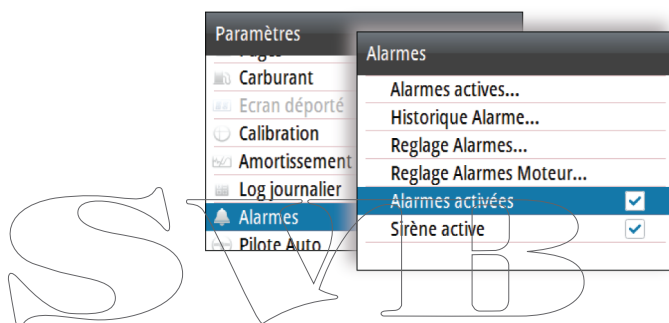 Paramètres
Pages
Carburant
Ecran déporté
Calibration
Amortissement
Log journalier
Alarmes
Pilote Auto
Alarmes
Alarmes actives...
Historique Alarme...
Reglage Alarmes...
Reglage Alarmes Moteur...
Alarmes activées
Sirène active
SVB